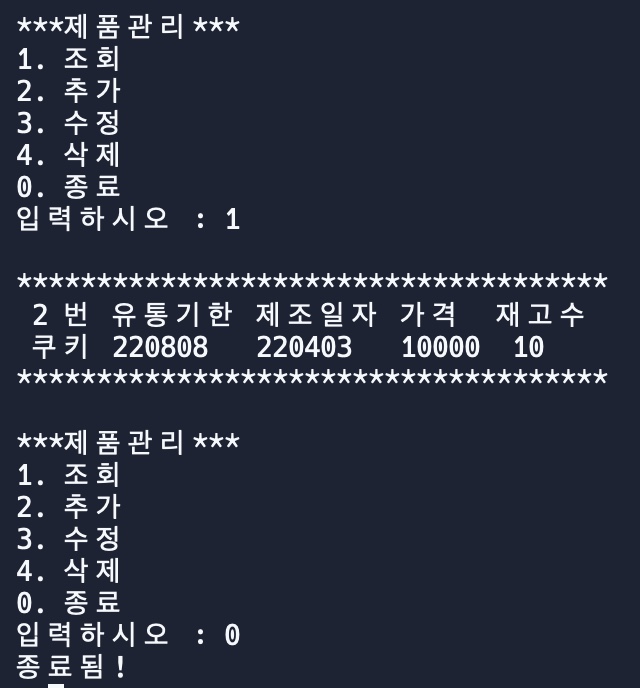 ***제품관리***
1. 조회
2. 추가
3. 수정
4. 삭제
0. 종료
입력하시오 : 1
*************************************
2 번 유통기한 제조일자 가격 재고수
쿠키 220808 220403 10000 10
*************************************
***제품관리***
1. 조회
2. 추가
3. 수정
4. 삭제
0. 종료
입력하시오 : 0
종료됨!